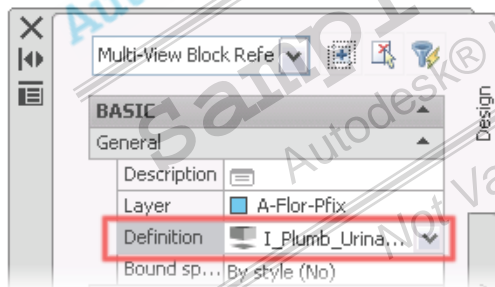 Multi-View Block Refe
BASIC
General
Description
Layer A-Flor-Pfix
Definition I_Plumb_Urina...
Bound sp... By style (No)
Design
Sample
Autodesk®
Not Va